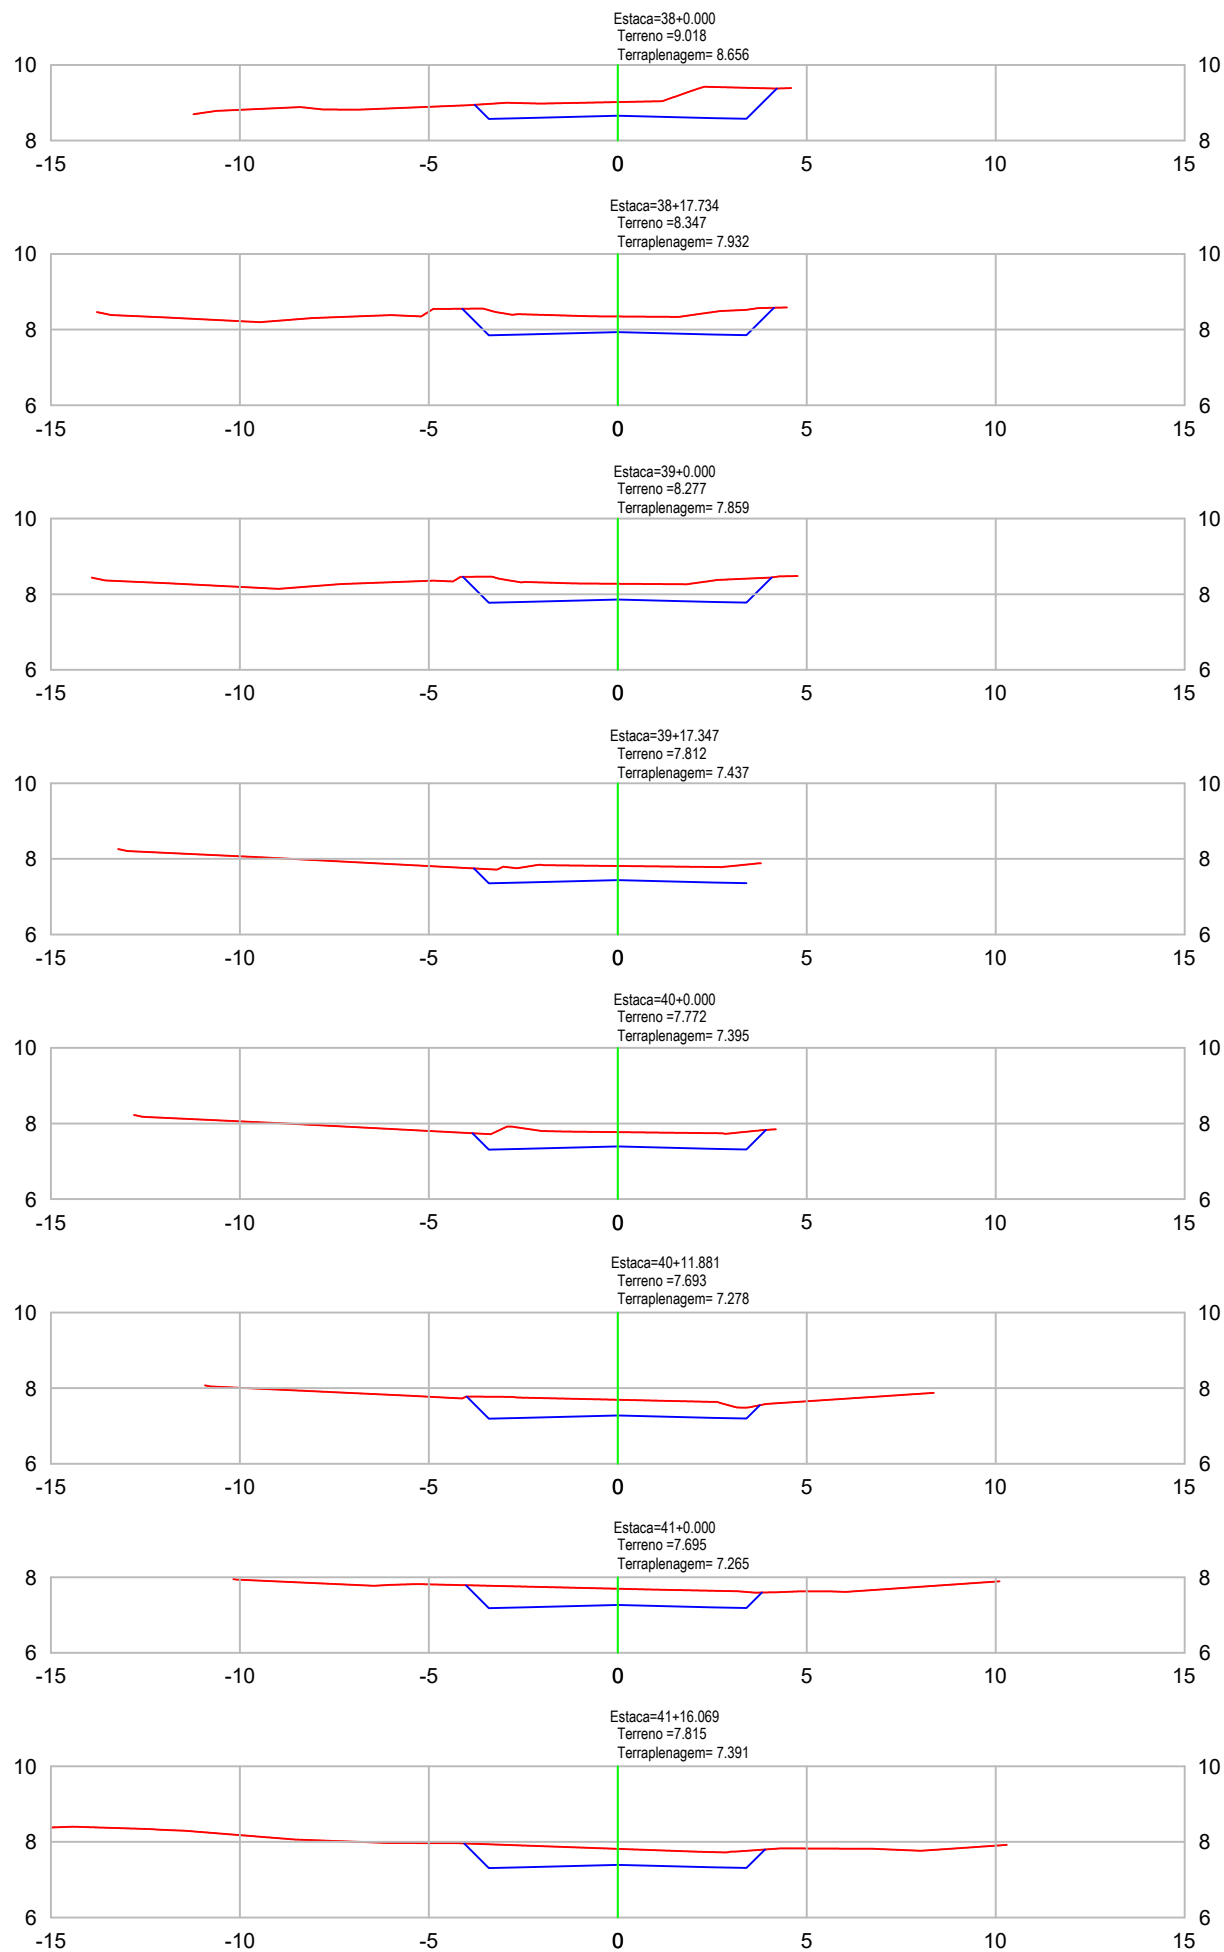 Estaca=38+0.000
Terreno =9.018
Terraplenagem= 8.656
10 10
8 8
-15 -10 -5 0 5 10 15
Estaca=38+17.734
Terreno =8.347
Terraplenagem= 7.932
10 10
8 8
6 6
-15 -10 -5 0 5 10 15
Estaca=39+0.000
Terreno =8.277
Terraplenagem= 7.859
10 10
8 8
6 6
-15 -10 -5 0 5 10 15
Estaca=39+17.347
Terreno =7.812
Terraplenagem= 7.437
10 10
8 8
6 6
-15 -10 -5 0 5 10 15
Estaca=40+0.000
Terreno =7.772
Terraplenagem= 7.395
10 10
8 8
6 6
-15 -10 -5 0 5 10 15
Estaca=40+11.881
Terreno =7.693
Terraplenagem= 7.278
10 10
8 8
6 6
-15 -10 -5 0 5 10 15
Estaca=41+0.000
Terreno =7.695
Terraplenagem= 7.265
8 8
6 6
-15 -10 -5 0 5 10 15
Estaca=41+16.069
Terreno =7.815
Terraplenagem= 7.391
10 10
8 8
6 6
-15 -10 -5 0 5 10 15